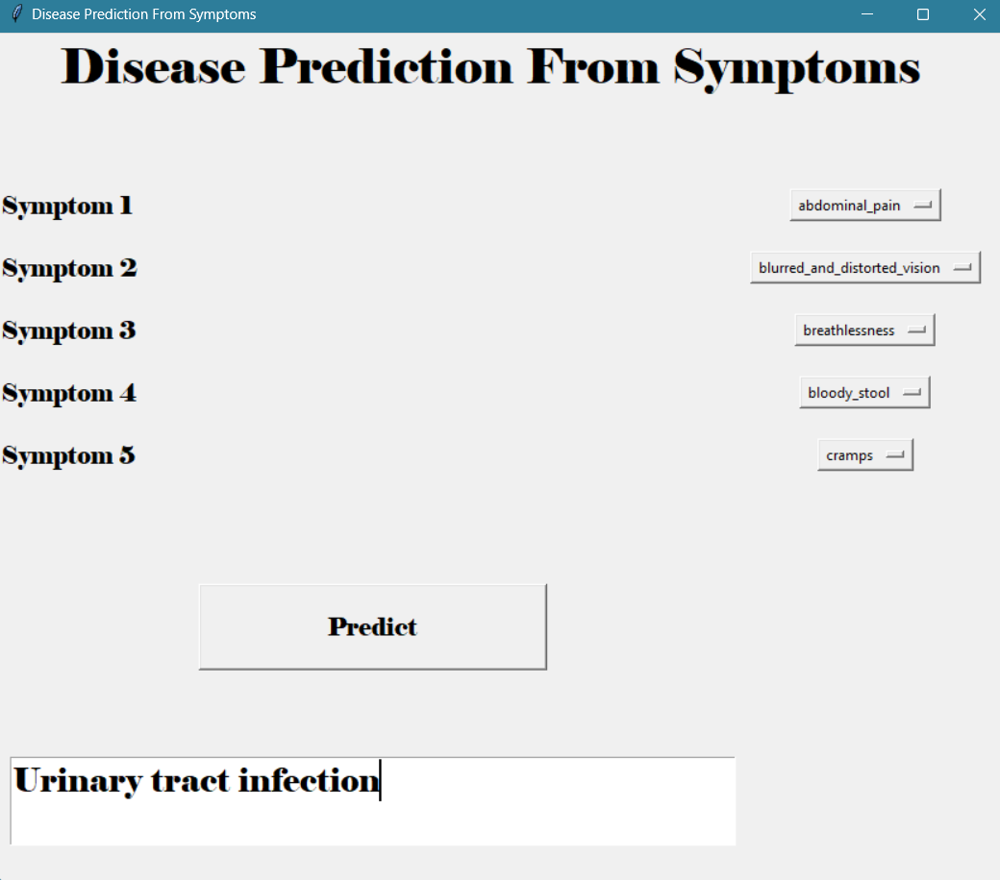 Disease Prediction From Symptoms
Disease Prediction From Symptoms
Symptom 1 abdominal_pain
Symptom 2 blurred_and_distorted_vision
Symptom 3 breathlessness
Symptom 4 bloody_stool
Symptom 5 cramps
Predict
Urinary tract infection